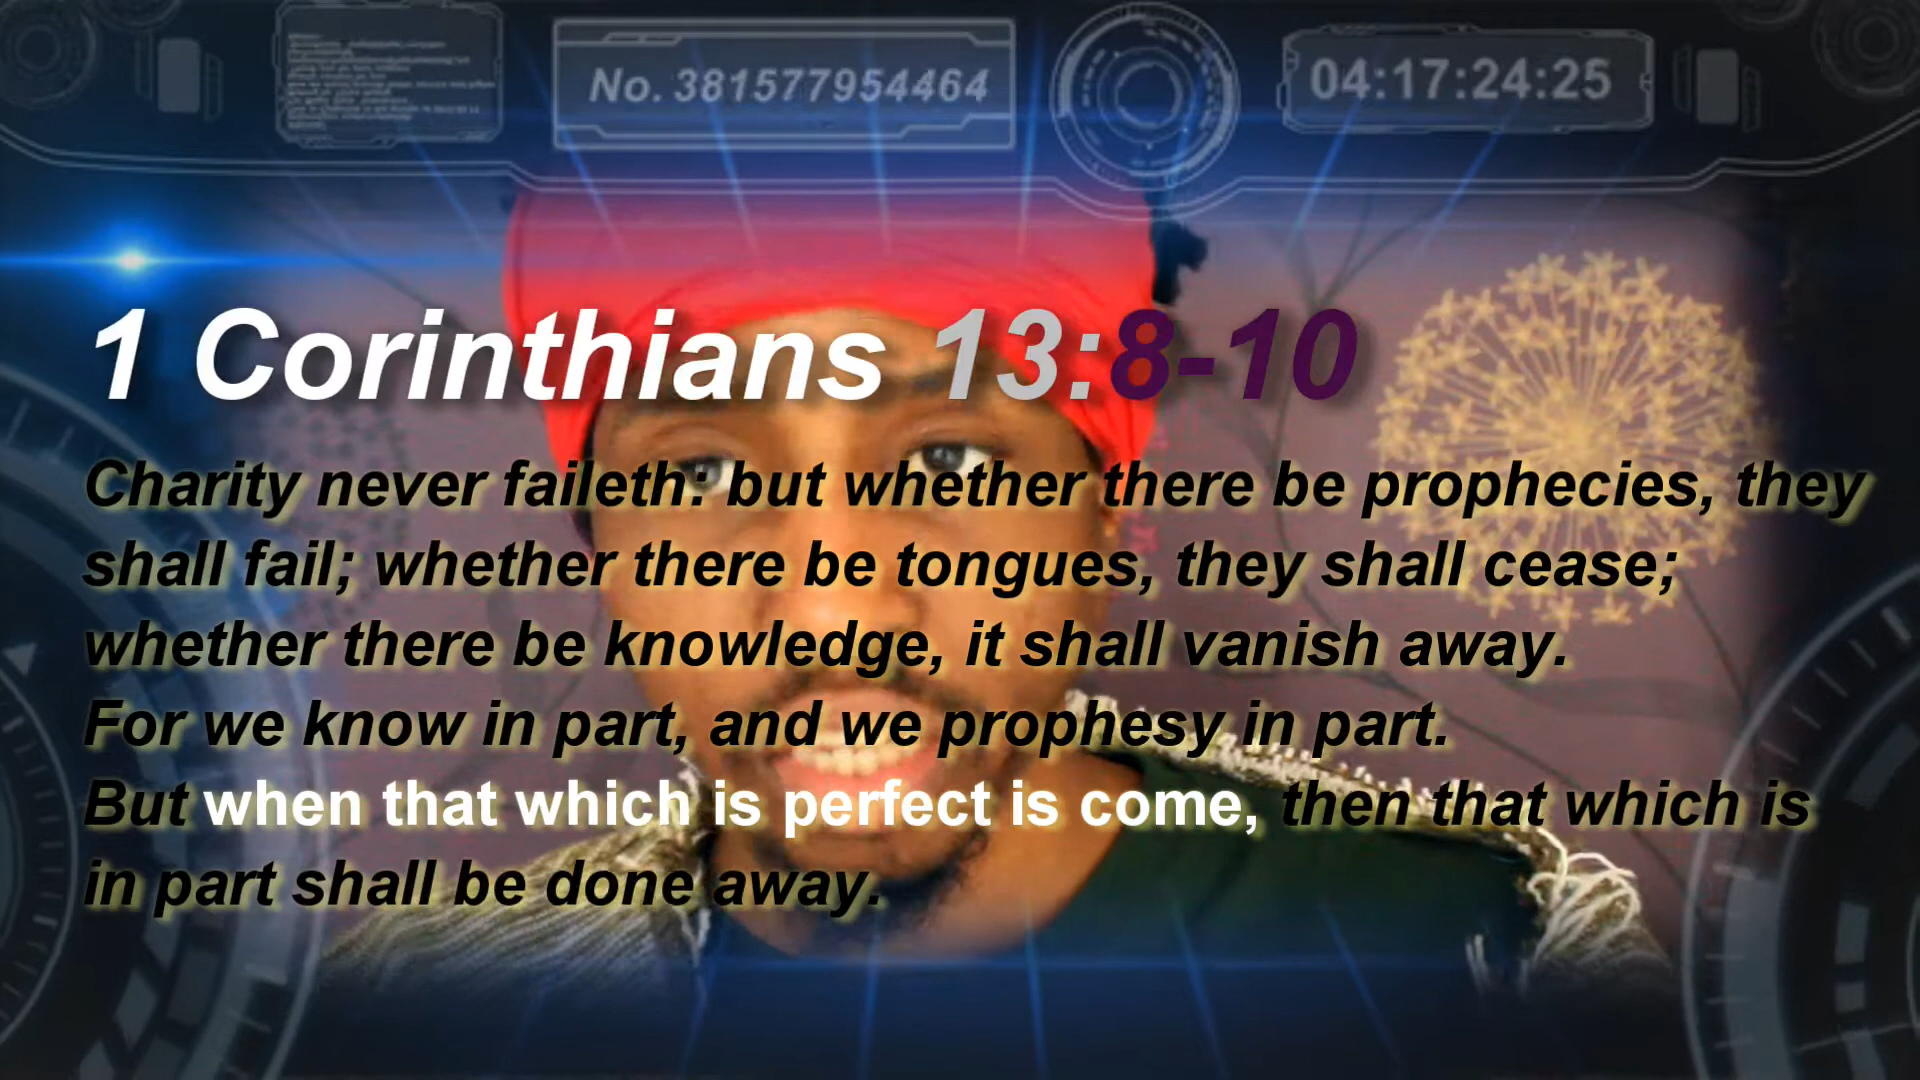 No. 381577954464
04:17:24:25
1 Corinthians 13:8-10
Charity never faileth: but whether there be prophecies, they
shall fail; whether there be tongues, they shall cease;
whether there be knowledge, it shall vanish away.
For we know in part, and we prophesy in part.
But when that which is perfect is come, then that which is
in part shall be done away.